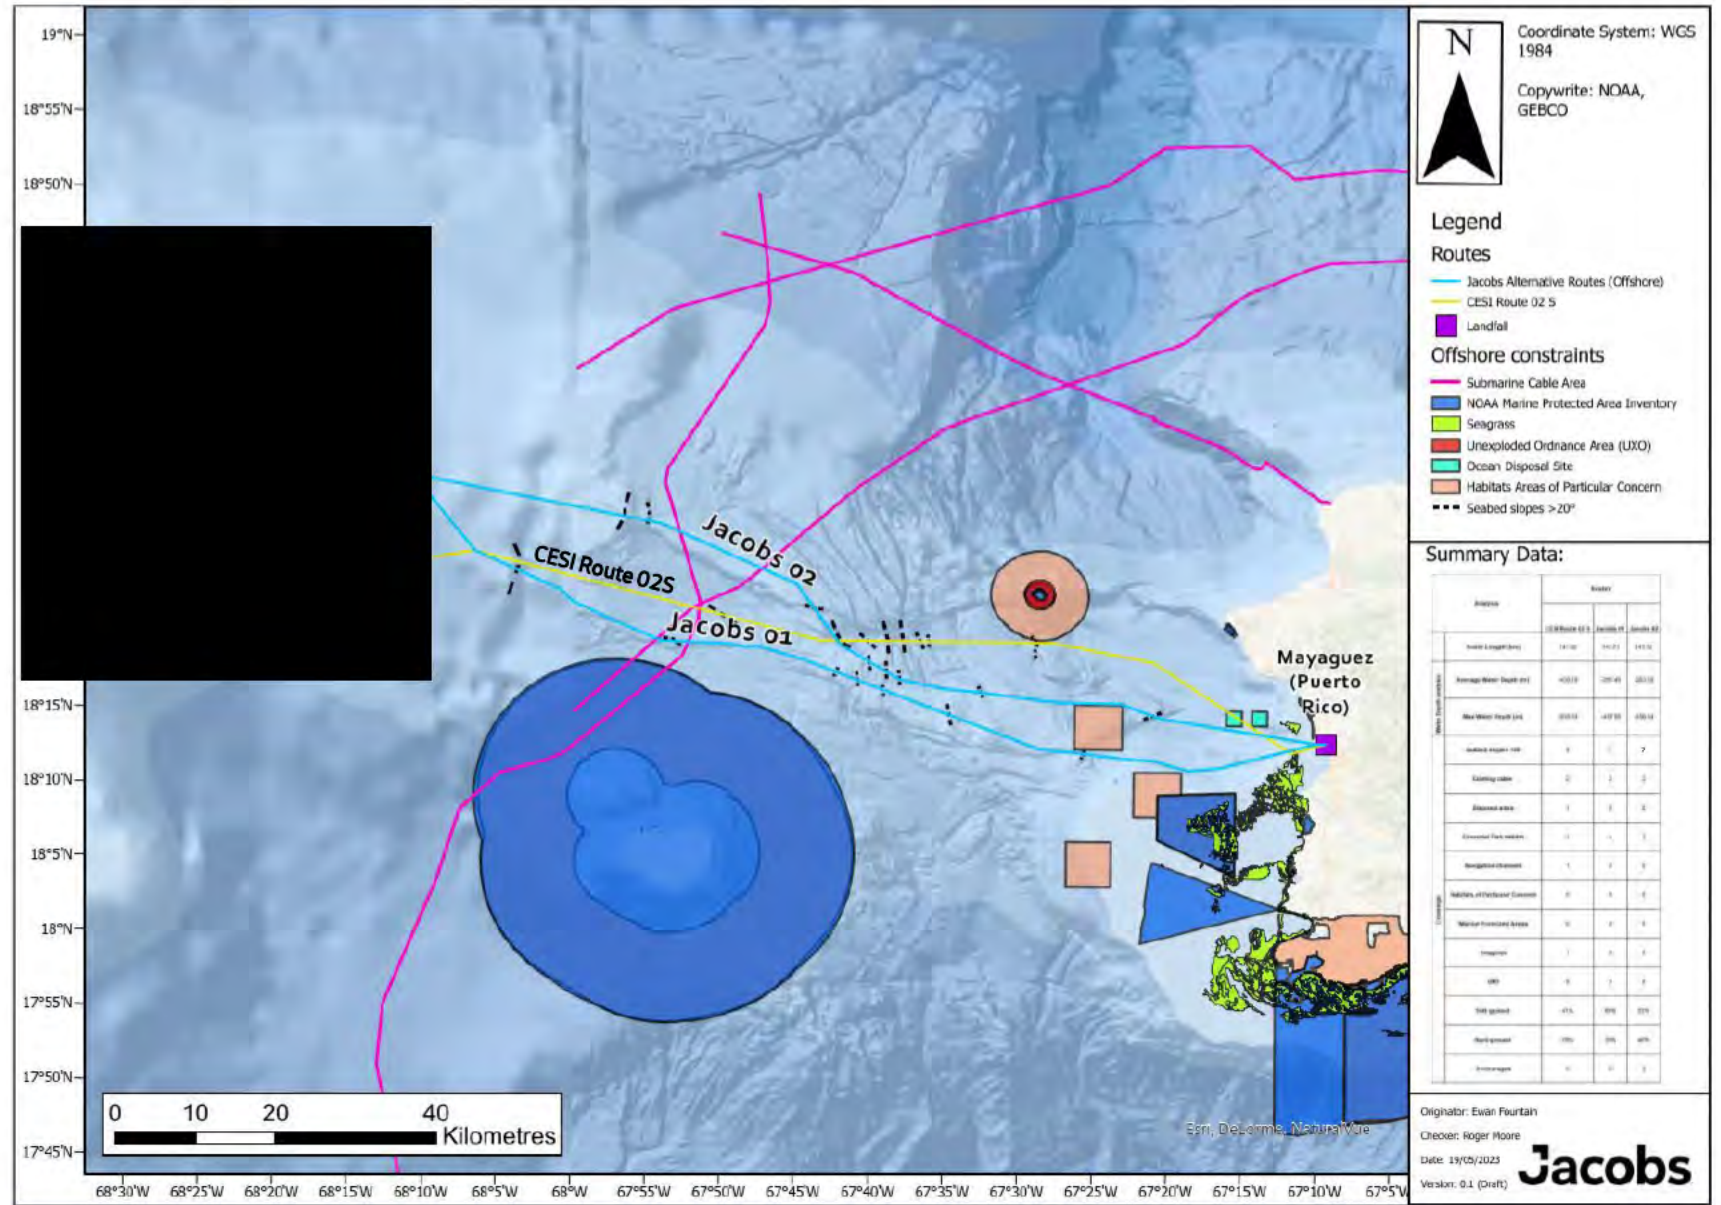 19°N
18°55'N
18°50'N
18°15'N
18°10'N
18°5'N
18°N
17°55'N
17°50'N
17°45'N
68°30'W
68°25'W
68°20'W
68°15'W
68°10'W
68°5'W
68°W
67°55'W
67°50'W
67°45'W
67°40'W
67°35'W
67°30'W
67°25'W
67°20'W
67°15'W
67°10'W
67°5'W
Jacobs 02
CESI Route 02S
Jacobs 01
Mayaguez
(Puerto
Rico)
0 10 20 40
Kilometres
Esri, DeLorme, NaturalVue
N
Coordinate System: WGS
1984
Copywrite: NOAA,
GEBCO
Legend
Routes
Jacobs Alternative Routes (Offshore)
CESI Route 02 S
Landfall
Offshore constraints
Submarine Cable Area
NOAA Marine Protected Area Inventory
Seagrass
Unexploded Ordnance Area (UXO)
Ocean Disposal Site
Habitats Areas of Particular Concern
Seabed slopes >20°
Summary Data:
Originator: Ewan Fountain
Checker: Roger Moore
Date: 19/05/2023
Version: 0.1 (Draft)
Jacobs